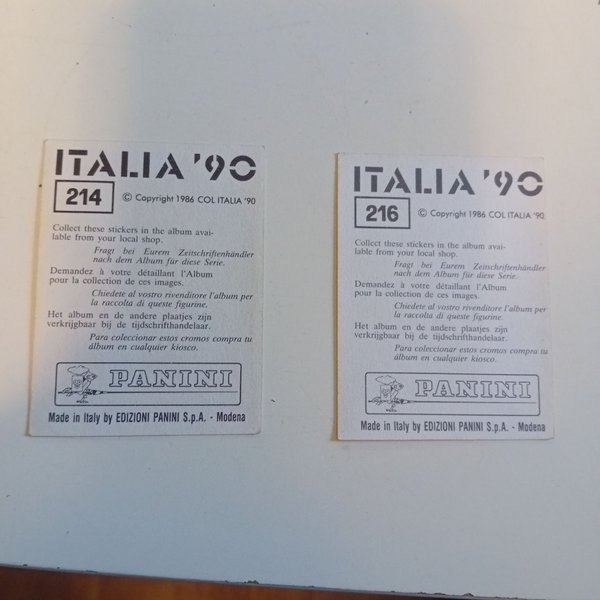 ITALIA '90
214 © Copyright 1986 COL ITALIA '90
Collect these stickers in the album avai-
lable from your local shop.
Fragt bei Eurem Zeitschriftenhändler
nach dem Album für diese Serie.
Demandez à votre détaillant l'Album
pour la collection de ces images.
Chiedete al vostro rivenditore l'album per
la raccolta di queste figurine.
Het album en de andere plaatjes zijn
verkrijgbaar bij de tijdschrifthandelaar.
Para coleccionar estos cromos compra tu
álbum en cualquier kiosco.
PANINI
Made in Italy by EDIZIONI PANINI S.p.A. - Modena
ITALIA '90
216 © Copyright 1986 COL ITALIA '90
Collect these stickers in the album avai-
lable from your local shop.
Fragt bei Eurem Zeitschriftenhändler
nach dem Album für diese Serie.
Demandez à votre détaillant l'Album
pour la collection de ces images.
Chiedete al vostro rivenditore l'album per
la raccolta di queste figurine.
Het album en de andere plaatjes zijn
verkrijgbaar bij de tijdschrifthandelaar.
Para coleccionar estos cromos compra tu
álbum en cualquier kiosco.
PANINI
Made in Italy by EDIZIONI PANINI S.p.A. - Modena